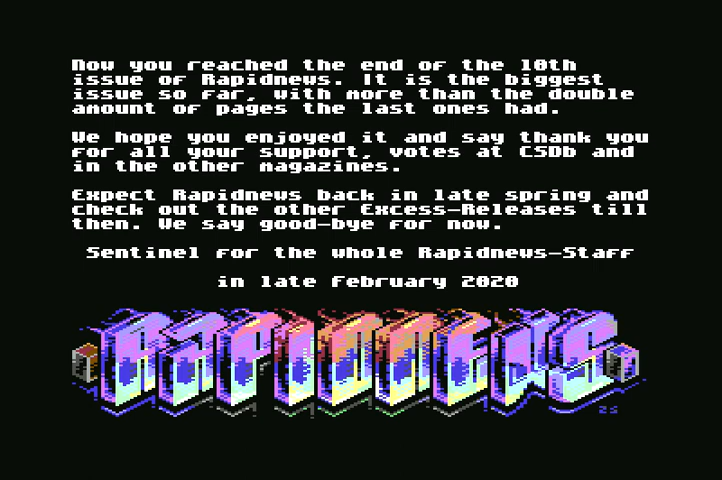 Now you reached the end of the 10th
issue of Rapidnews. It is the biggest
issue so far, with more than the double
amount of pages the last ones had.
We hope you enjoyed it and say thank you
for all your support, votes at CSDb and
in the other magazines.
Expect Rapidnews back in late spring and
check out the other Excess-Releases till
then. We say good-bye for now.
Sentinel for the whole Rapidnews-Staff
in late february 2020
RAPIDNEWS